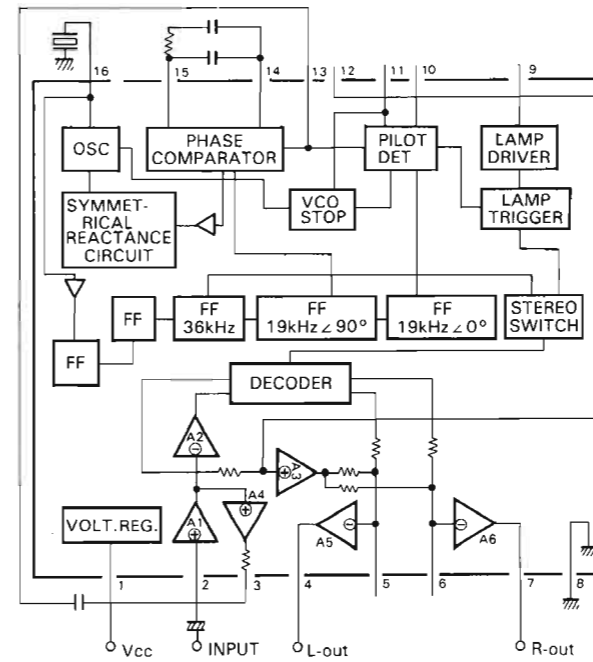 16
15
14
13
12
11
10
9
OSC
PHASE
COMPARATOR
PILOT
DET
LAMP
DRIVER
VCO
STOP
LAMP
TRIGGER
SYMMET-
RICAL
REACTANCE
CIRCUIT
FF
FF
FF
36kHz
FF
19kHz∠90°
FF
19kHz∠0°
STEREO
SWITCH
DECODER
A2
⊖
⊕
A3
A4
⊕
A1
⊕
VOLT.REG.
⊖
A5
⊖
A6
1
2
3
4
5
6
7
8
Vcc
INPUT
L-out
R-out